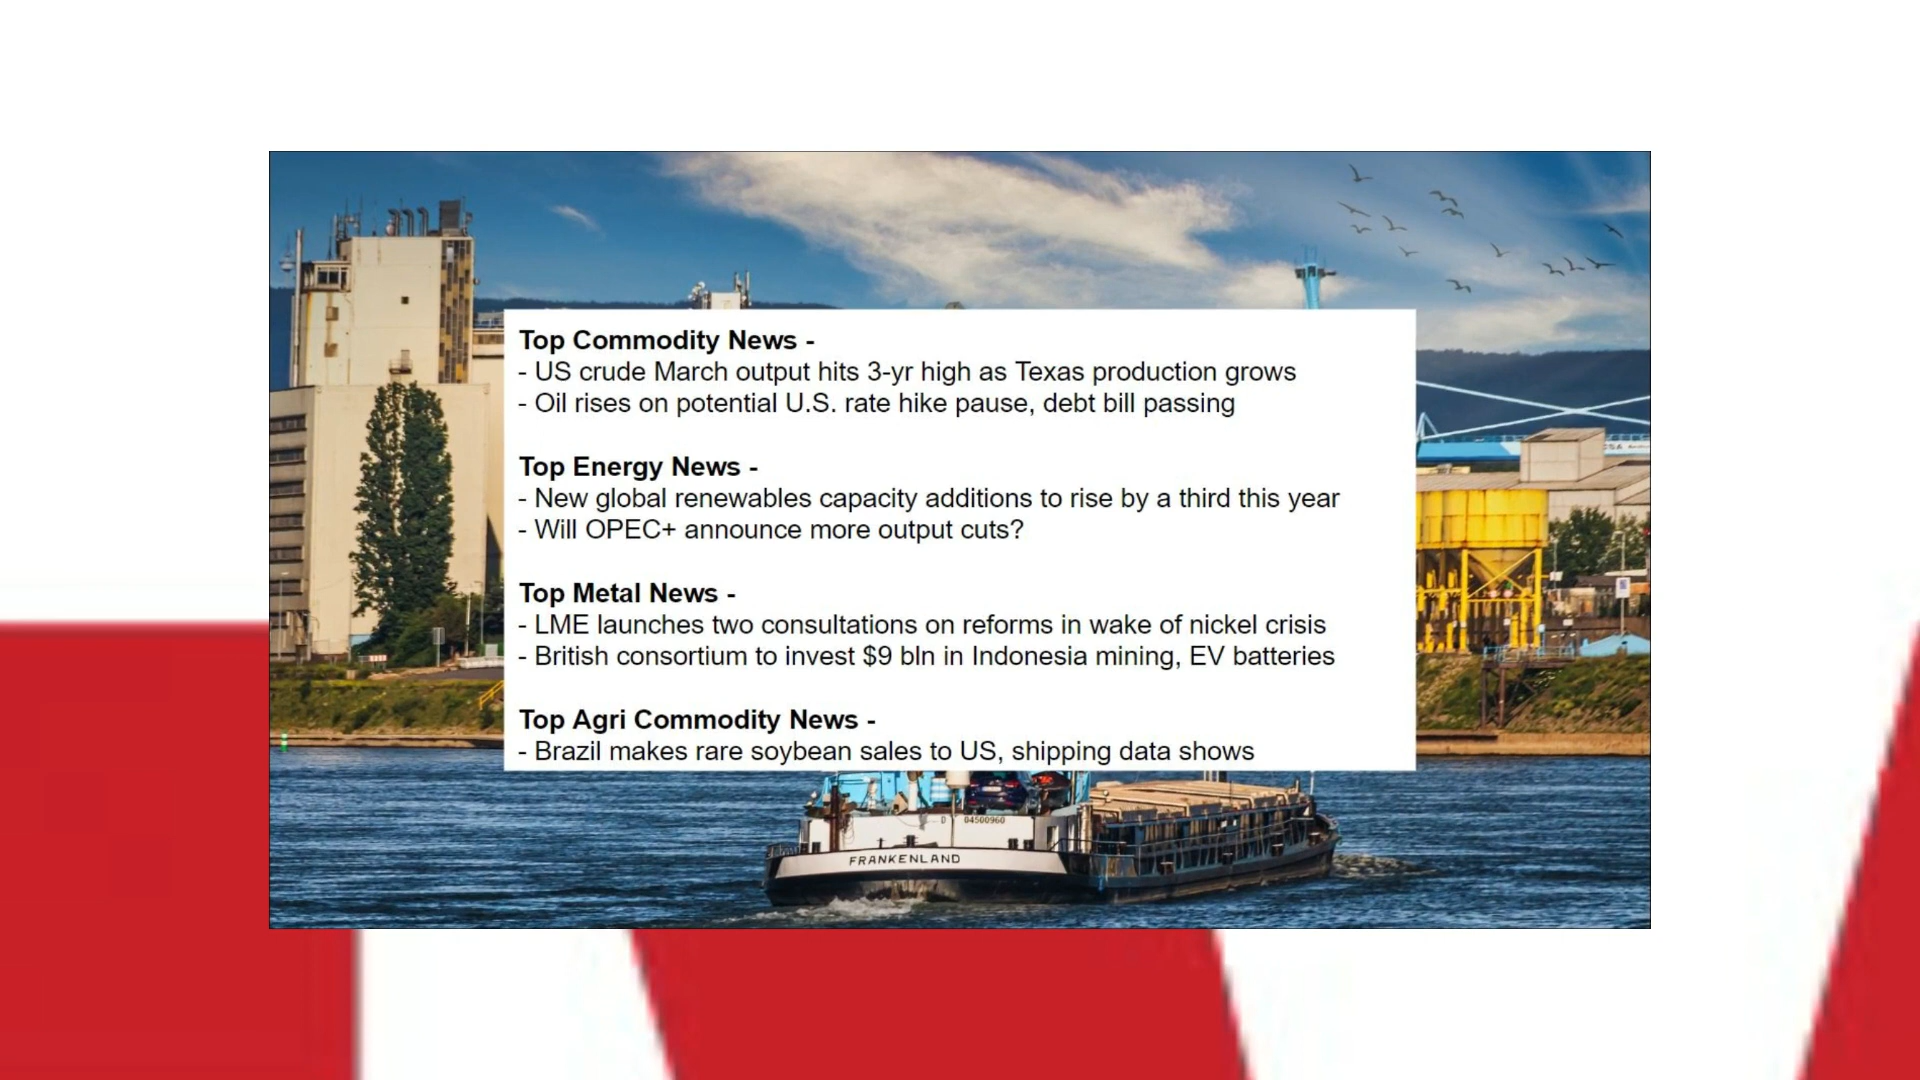 Top Commodity News -
- US crude March output hits 3-yr high as Texas production grows
- Oil rises on potential U.S. rate hike pause, debt bill passing
Top Energy News -
- New global renewables capacity additions to rise by a third this year
- Will OPEC+ announce more output cuts?
Top Metal News -
- LME launches two consultations on reforms in wake of nickel crisis
- British consortium to invest $9 bln in Indonesia mining, EV batteries
Top Agri Commodity News -
- Brazil makes rare soybean sales to US, shipping data shows
D 04500960
FRANKENLAND